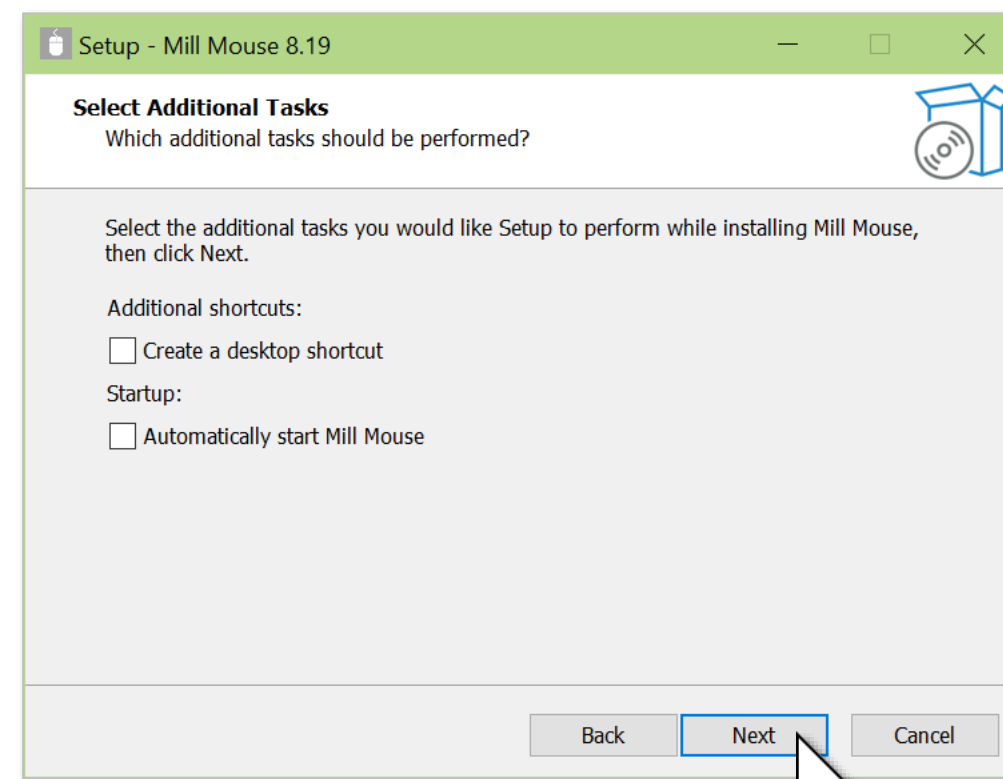 Setup - Mill Mouse 8.19
Select Additional Tasks
Which additional tasks should be performed?
Select the additional tasks you would like Setup to perform while installing Mill Mouse,
then click Next.
Additional shortcuts:
Create a desktop shortcut
Startup:
Automatically start Mill Mouse
Back Next Cancel